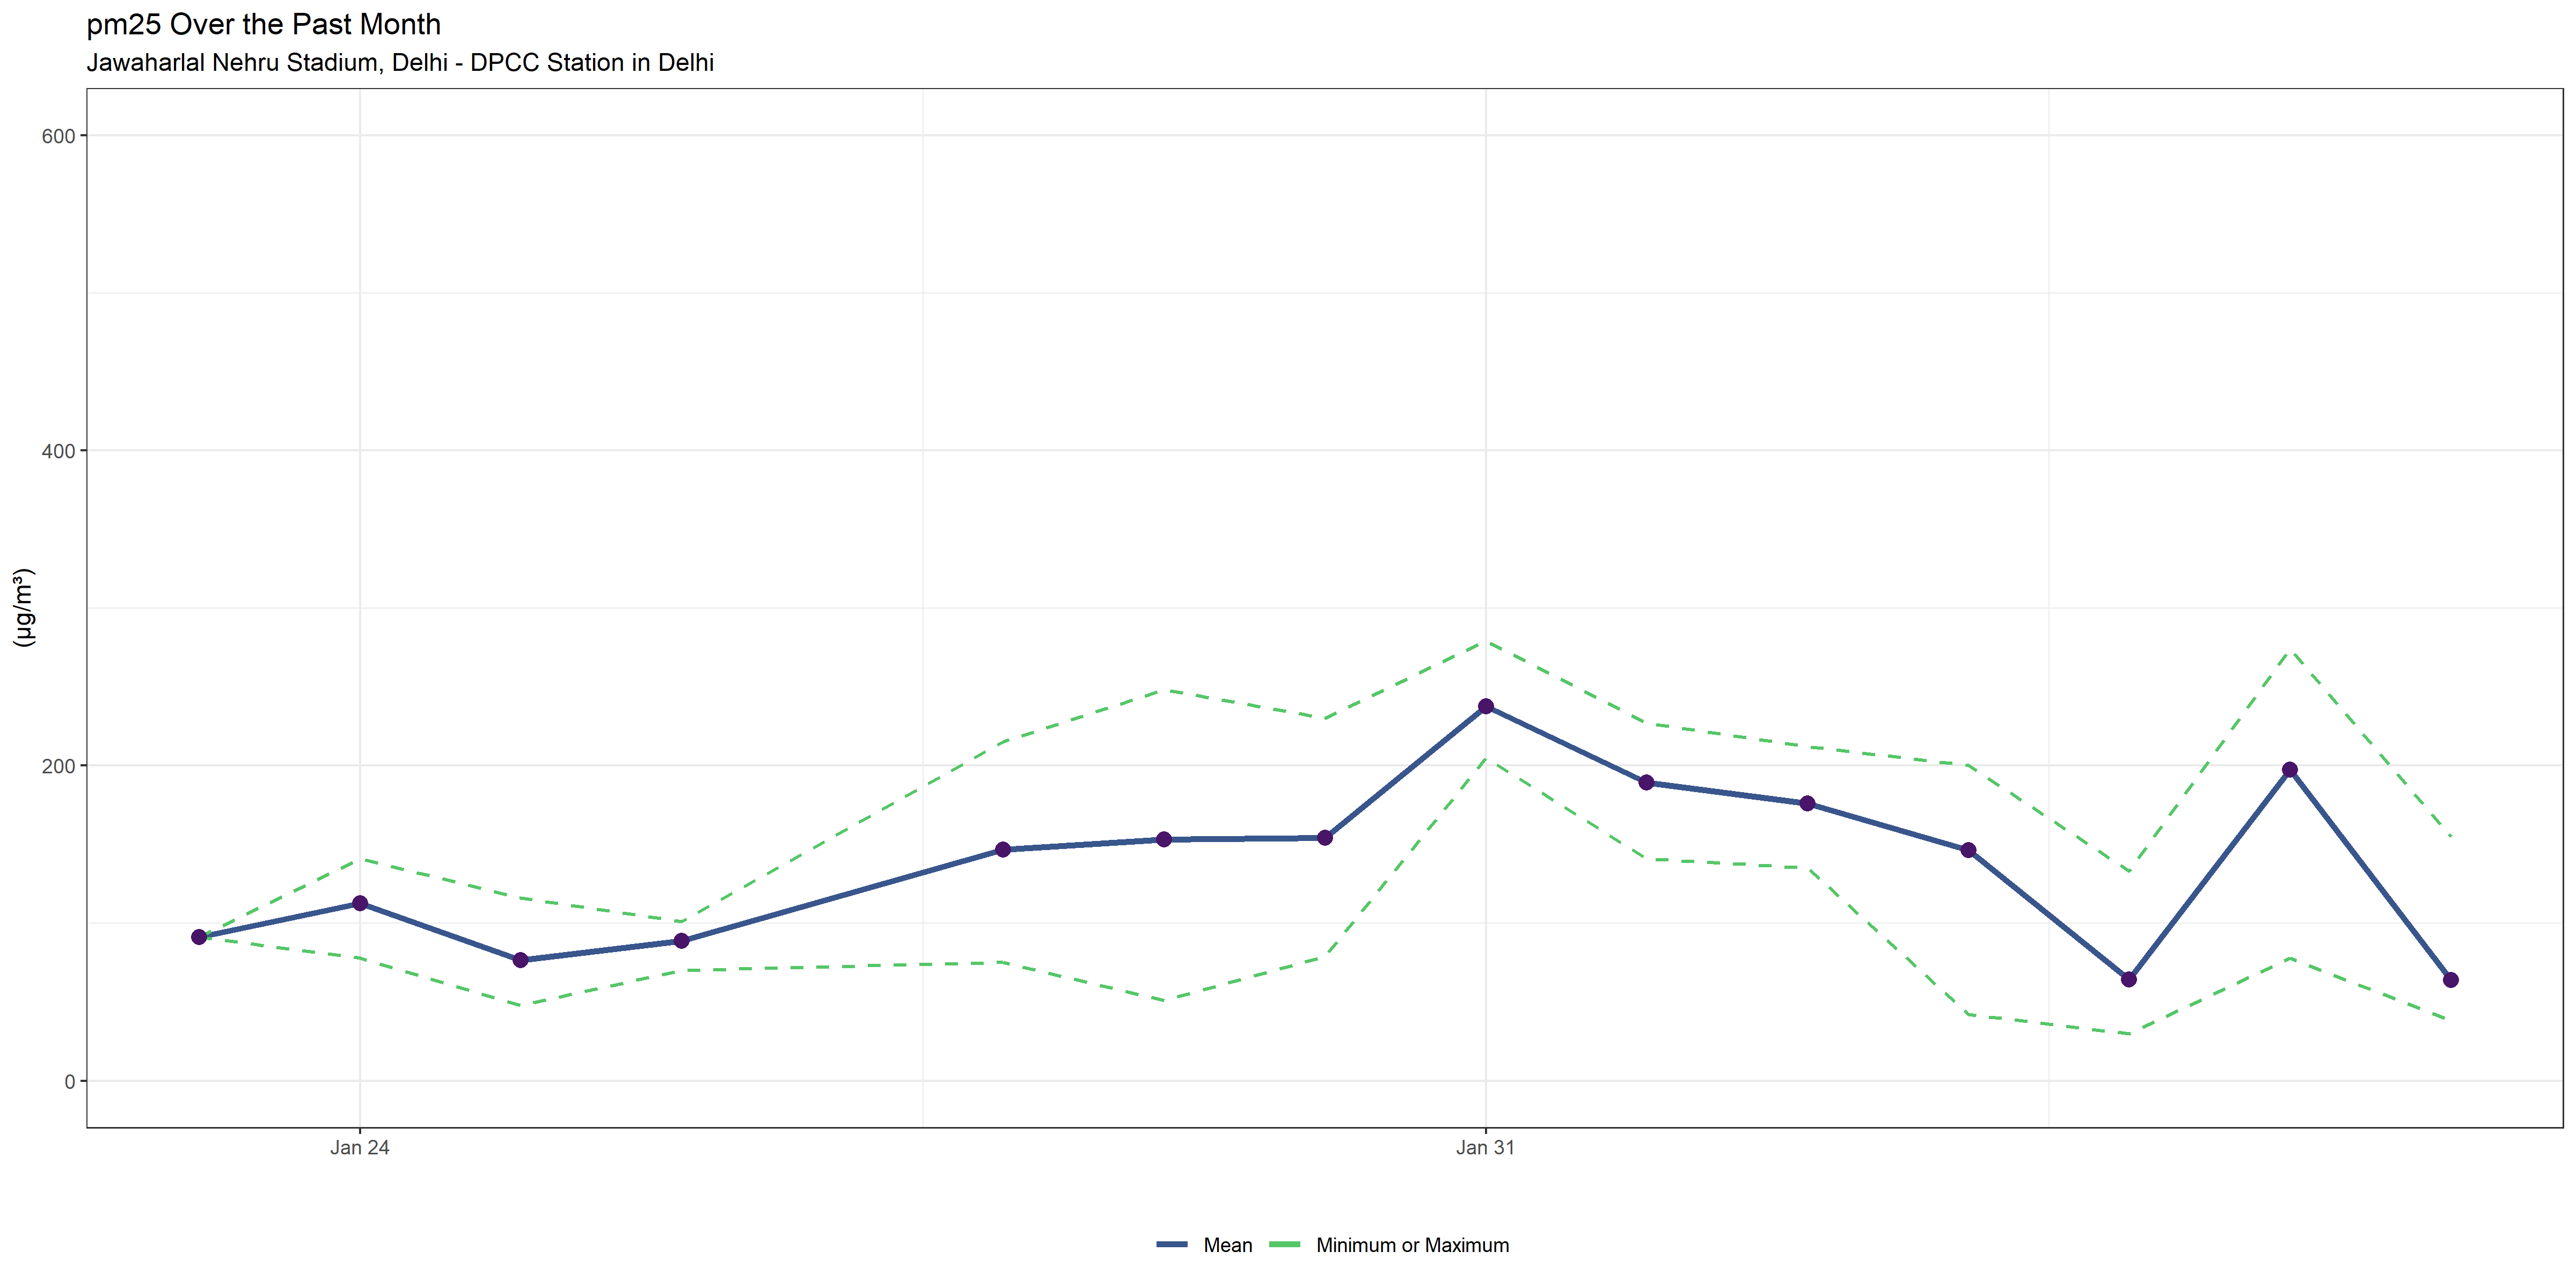 pm25 Over the Past Month
Jawaharlal Nehru Stadium, Delhi - DPCC Station in Delhi
(µg/m³)
600
400
200
0
Jan 24
Jan 31
Mean
Minimum or Maximum